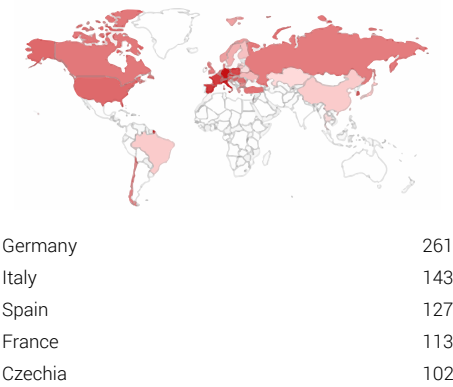 Germany 261
Italy 143
Spain 127
France 113
Czechia 102